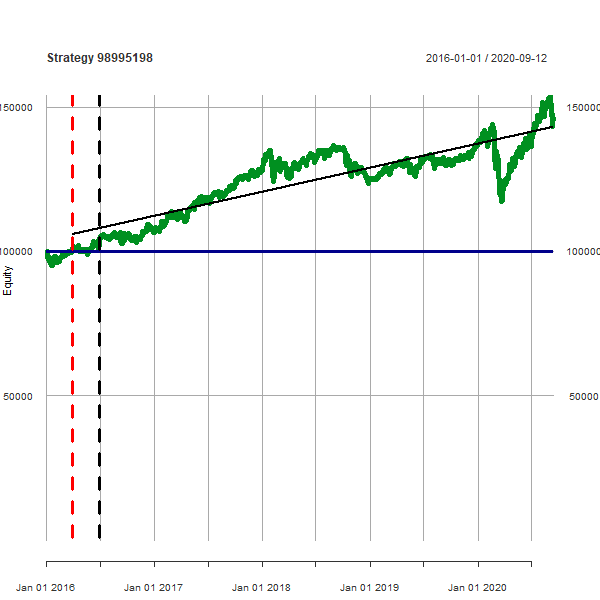 Strategy 98995198
2016-01-01 / 2020-09-12
150000
150000
100000
100000
Equity
50000
50000
Jan 01 2016
Jan 01 2017
Jan 01 2018
Jan 01 2019
Jan 01 2020